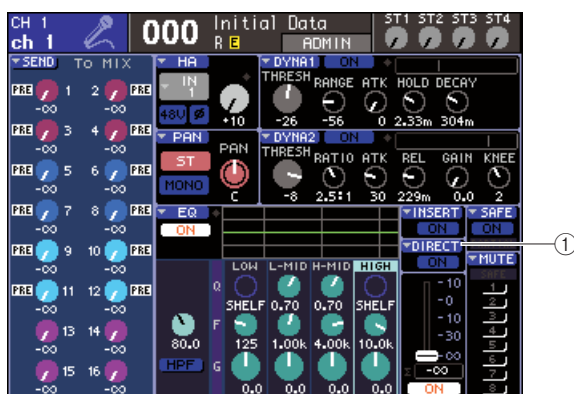 CH 1
ch 1
000
Initial Data
R E
ADMIN
ST1 ST2 ST3 ST4
SEND To MIX
PRE 1 2 PRE
-∞ -∞
PRE 3 4 PRE
-∞ -∞
PRE 5 6 PRE
-∞ -∞
PRE 7 8 PRE
-∞ -∞
PRE 9 10 PRE
-∞ -∞
PRE 11 12 PRE
-∞ -∞
13 14
-∞ -∞
15 16
-∞ -∞
HA
IN
1
48V Ø
+10
DYNA1 ON
THRESH RANGE ATK HOLD DECAY
-26 -56 0 2.33m 304m
PAN
ST
MONO
PAN
C
DYNA2 ON
THRESH RATIO ATK REL GAIN KNEE
-8 2.5:1 30 229m 0.0 2
EQ
ON
LOW L-MID H-MID HIGH
Q
SHELF 0.70 0.70 SHELF
F
80.0
125 1.00k 4.00k 10.0k
HPF
G
0.0 0.0 0.0 0.0
INSERT
ON
SAFE
ON
DIRECT
ON
MUTE
SAFE
1
2
3
4
5
6
7
8
-10
-0
-10
-30
-∞
Σ -∞
ON
1